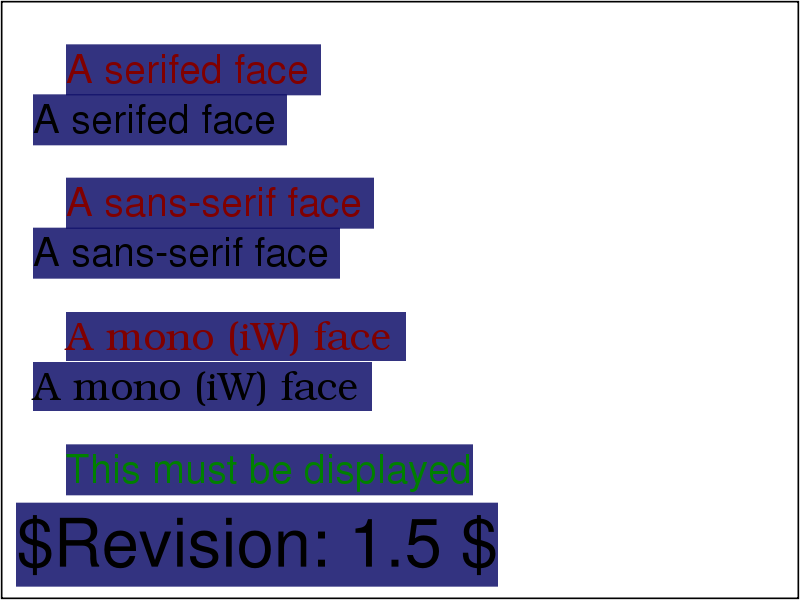 A serifed face
A serifed face
A sans-serif face
A sans-serif face
A mono (iW) face
A mono (iW) face
This must be displayed
$Revision: 1.5 $